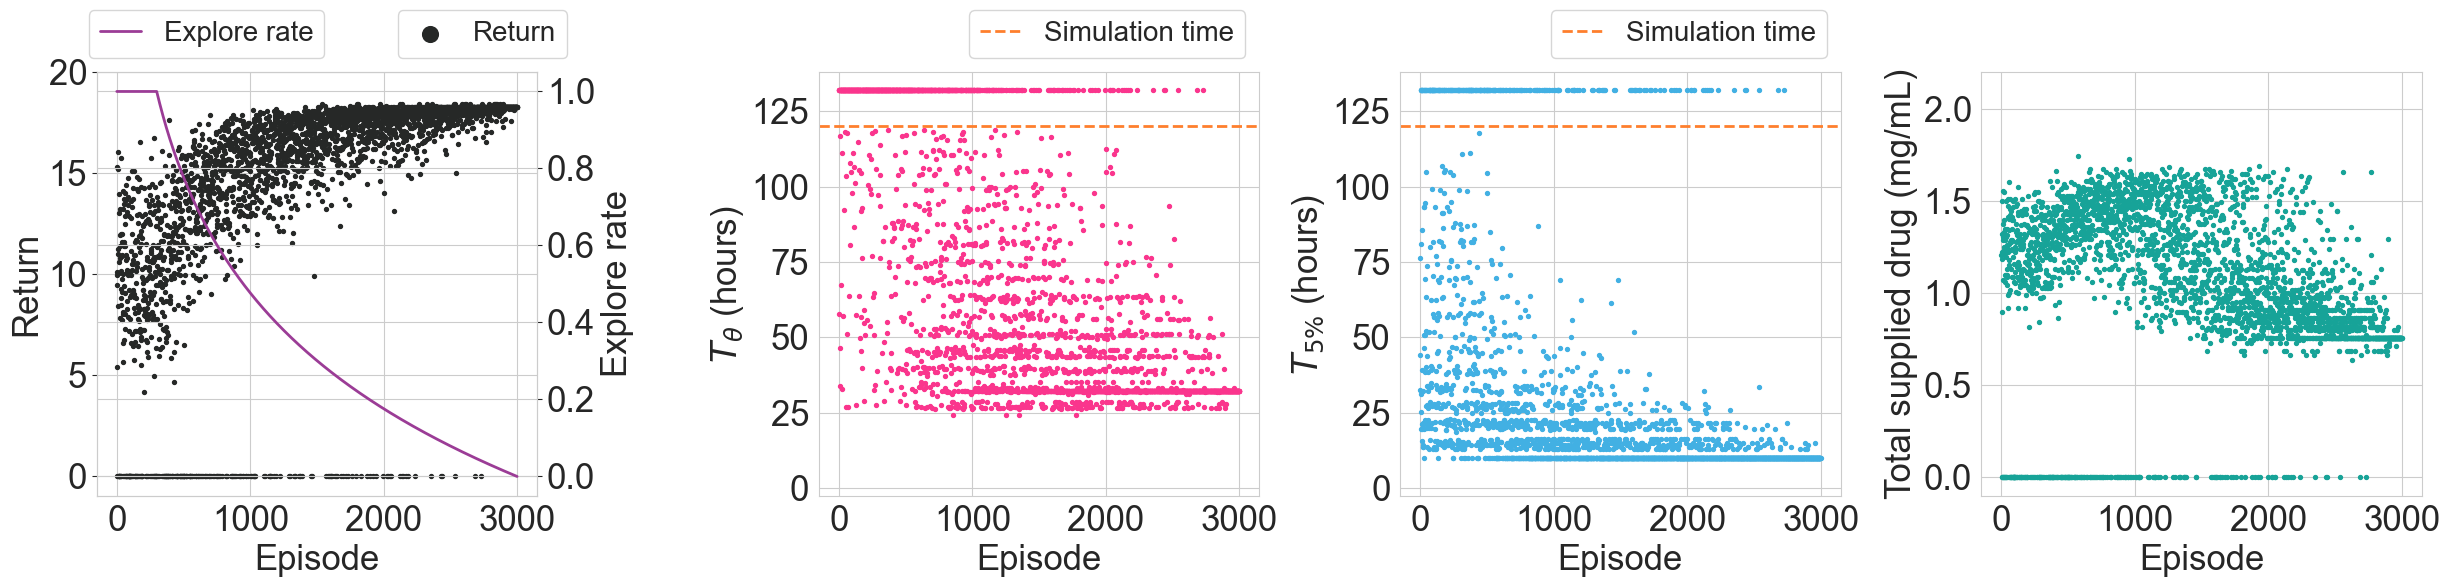 Explore rate
Return
Simulation time
Simulation time
20
15
10
5
0
Return
1.0
0.8
0.6
0.4
0.2
0.0
Explore rate
0 1000 2000 3000
Episode
125
100
75
50
25
0
T_θ (hours)
0 1000 2000 3000
Episode
125
100
75
50
25
0
T_5% (hours)
0 1000 2000 3000
Episode
2.0
1.5
1.0
0.5
0.0
Total supplied drug (mg/mL)
0 1000 2000 3000
Episode